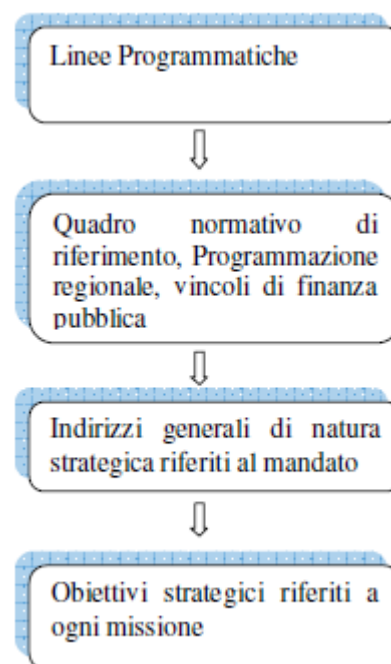 Linee Programmatiche
Quadro normativo di
riferimento, Programmazione
regionale, vincoli di finanza
pubblica
Indirizzi generali di natura
strategica riferiti al mandato
Obiettivi strategici riferiti a
ogni missione